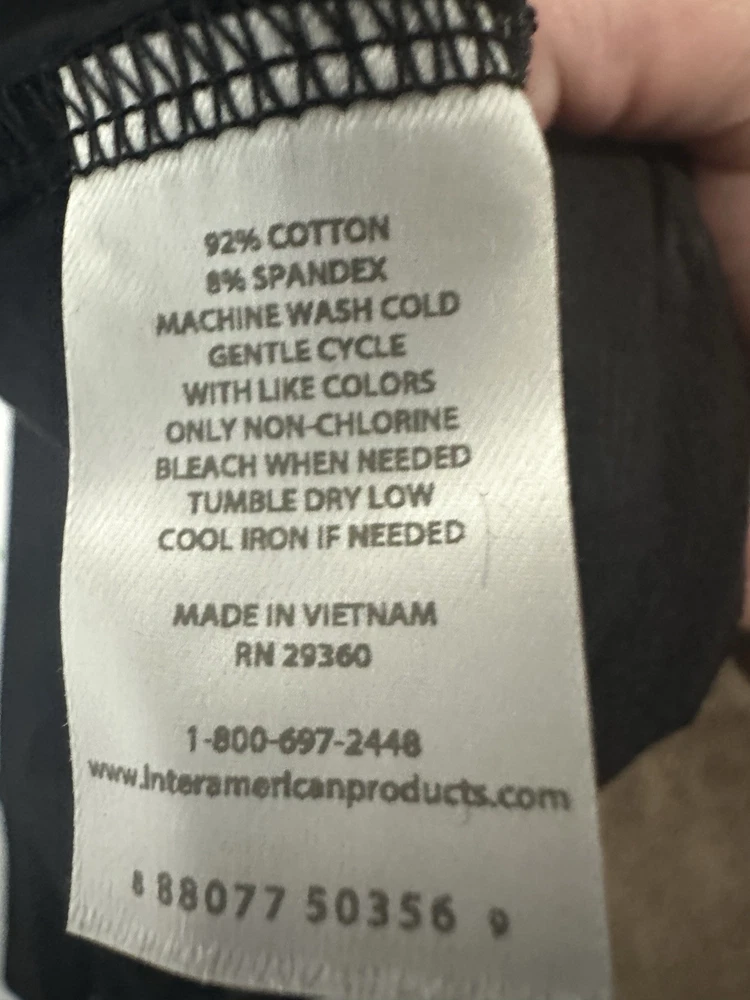 92% COTTON
8% SPANDEX
MACHINE WASH COLD
GENTLE CYCLE
WITH LIKE COLORS
ONLY NON-CHLORINE
BLEACH WHEN NEEDED
TUMBLE DRY LOW
COOL IRON IF NEEDED
MADE IN VIETNAM
RN 29360
1-800-697-2448
www.interamericanproducts.com
8 88077 50356 9